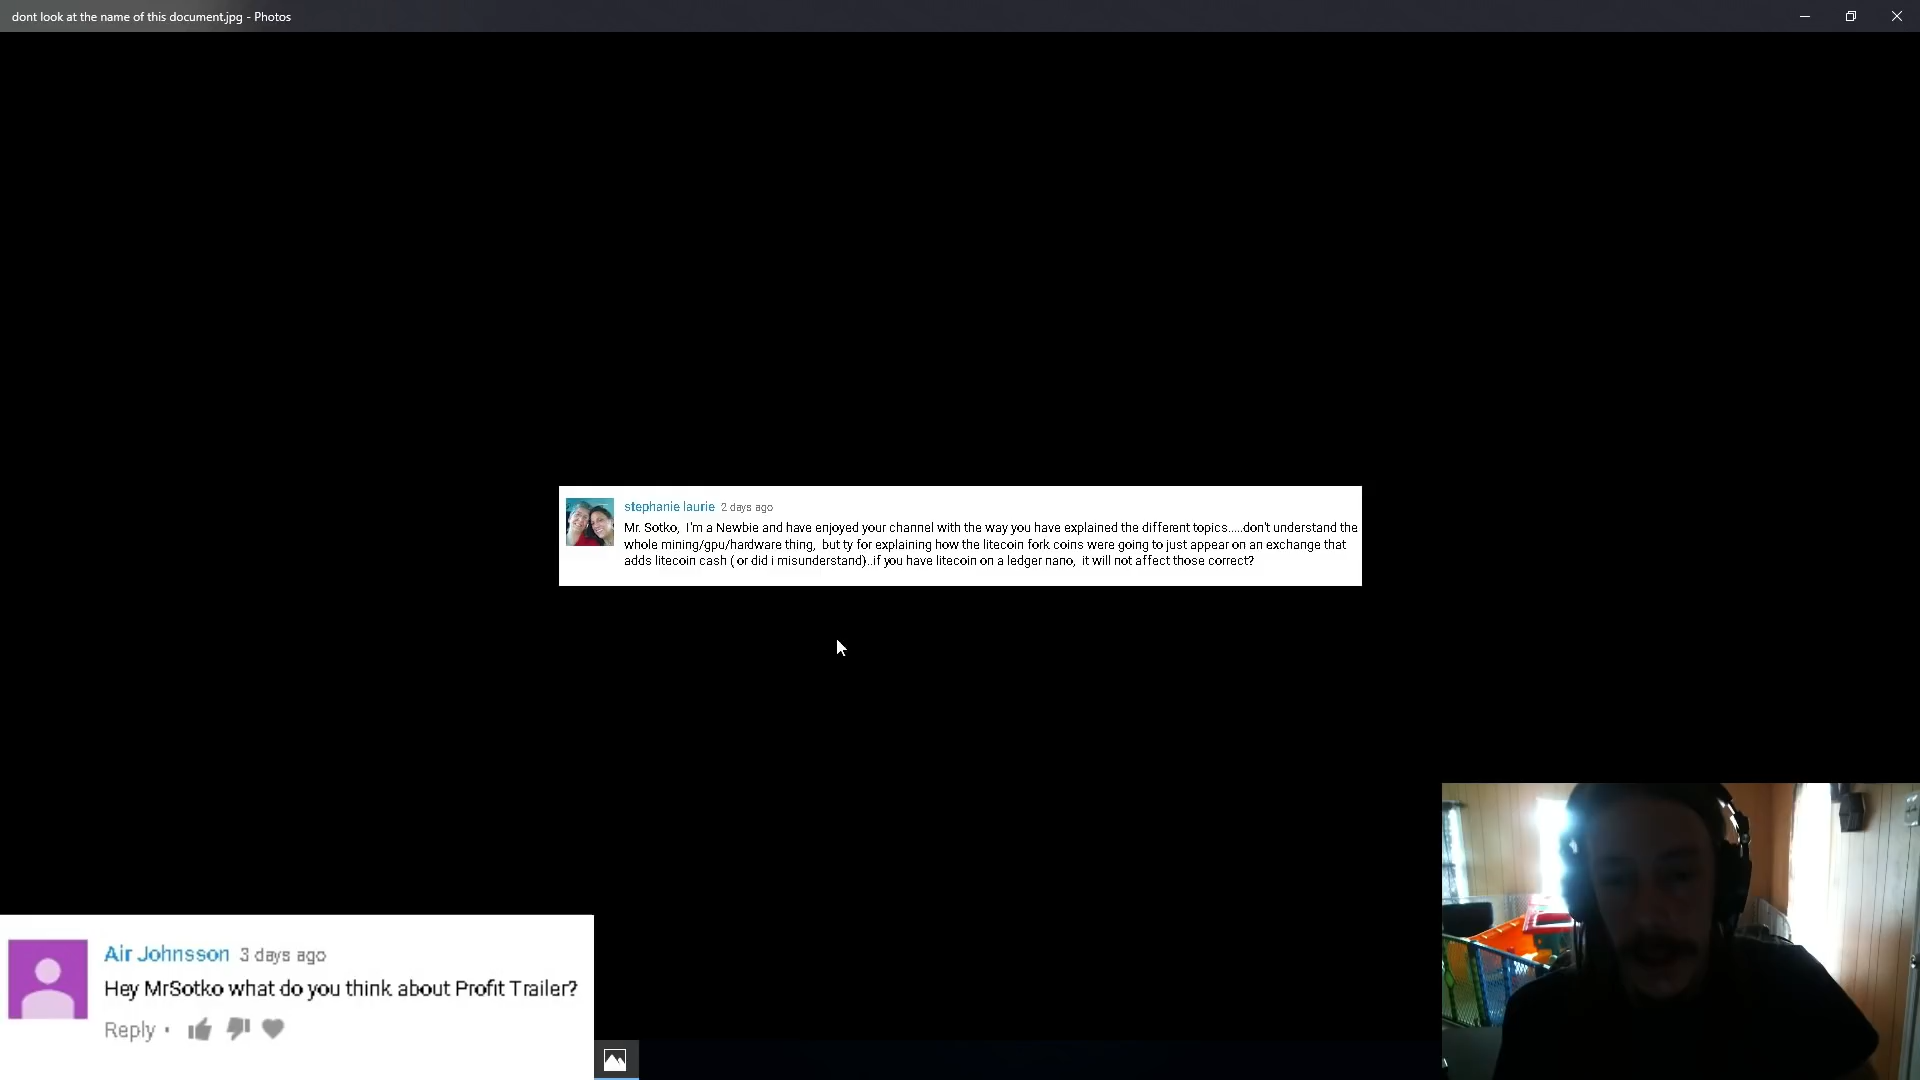 dont look at the name of this document.jpg - Photos
stephanie laurie 2 days ago
Mr. Sotko, I'm a Newbie and have enjoyed your channel with the way you have explained the different topics.....don't understand the
whole mining/gpu/hardware thing, but ty for explaining how the litecoin fork coins were going to just appear on an exchange that
adds litecoin cash ( or did i misunderstand)..if you have litecoin on a ledger nano, it will not affect those correct?
Air Johnsson 3 days ago
Hey MrSotko what do you think about Profit Trailer?
Reply •